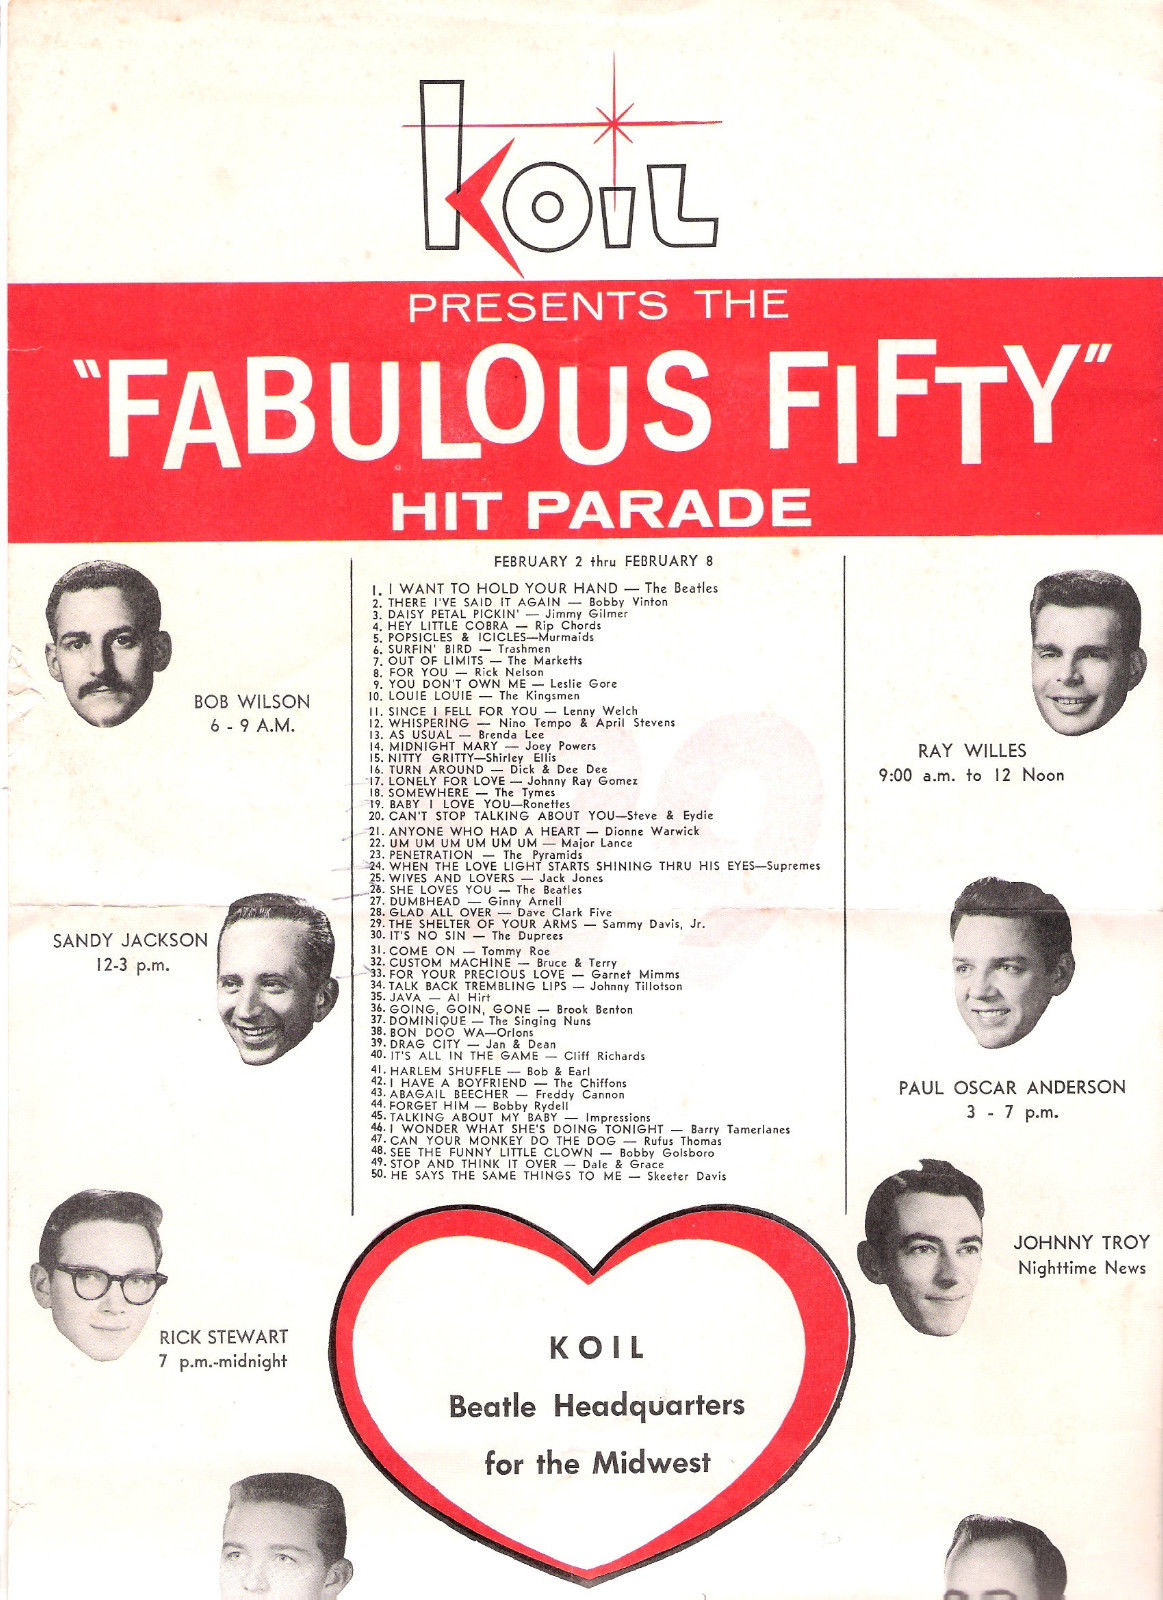 KOIL
PRESENTS THE
"FABULOUS FIFTY"
HIT PARADE
FEBRUARY 2 thru FEBRUARY 8
1. I WANT TO HOLD YOUR HAND — The Beatles
2. THERE I'VE SAID IT AGAIN — Bobby Vinton
3. DAISY PETAL PICKIN' — Jimmy Gilmer
4. HEY LITTLE COBRA — Rip Chords
5. POPSICLES & ICICLES—Murmaids
6. SURFIN' BIRD — Trashmen
7. OUT OF LIMITS — The Marketts
8. FOR YOU — Rick Nelson
9. YOU DON'T OWN ME — Leslie Gore
10. LOUIE LOUIE — The Kingsmen
11. SINCE I FELL FOR YOU — Lenny Welch
12. WHISPERING — Nino Tempo & April Stevens
13. AS USUAL — Brenda Lee
14. MIDNIGHT MARY — Joey Powers
15. NITTY GRITTY—Shirley Ellis
16. TURN AROUND — Dick & Dee Dee
17. LONELY FOR LOVE — Johnny Ray Gomez
18. SOMEWHERE — The Tymes
19. BABY I LOVE YOU—Ronettes
20. CAN'T STOP TALKING ABOUT YOU—Steve & Eydie
21. ANYONE WHO HAD A HEART — Dionne Warwick
22. UM UM UM UM UM UM — Major Lance
23. PENETRATION — The Pyramids
24. WHEN THE LOVE LIGHT STARTS SHINING THRU HIS EYES—Supremes
25. WIVES AND LOVERS — Jack Jones
26. SHE LOVES YOU — The Beatles
27. DUMBHEAD — Ginny Arnell
28. GLAD ALL OVER — Dave Clark Five
29. THE SHELTER OF YOUR ARMS — Sammy Davis, Jr.
30. IT'S NO SIN — The Duprees
31. COME ON — Tommy Roe
32. CUSTOM MACHINE — Bruce & Terry
33. FOR YOUR PRECIOUS LOVE — Garnet Mimms
34. TALK BACK TREMBLING LIPS — Johnny Tillotson
35. JAVA — Al Hirt
36. GOING, GOIN, GONE — Brook Benton
37. DOMINIQUE — The Singing Nuns
38. BON DOO WA—Orlons
39. DRAG CITY — Jan & Dean
40. IT'S ALL IN THE GAME — Cliff Richards
41. HARLEM SHUFFLE — Bob & Earl
42. I HAVE A BOYFRIEND — The Chiffons
43. ABAGAIL BEECHER — Freddy Cannon
44. FORGET HIM — Bobby Rydell
45. TALKING ABOUT MY BABY — Impressions
46. I WONDER WHAT SHE'S DOING TONIGHT — Barry Tamerlanes
47. CAN YOUR MONKEY DO THE DOG — Rufus Thomas
48. SEE THE FUNNY LITTLE CLOWN — Bobby Golsboro
49. STOP AND THINK IT OVER — Dale & Grace
50. HE SAYS THE SAME THINGS TO ME — Skeeter Davis
BOB WILSON
6 - 9 A.M.
RAY WILLES
9:00 a.m. to 12 Noon
SANDY JACKSON
12-3 p.m.
PAUL OSCAR ANDERSON
3 - 7 p.m.
RICK STEWART
7 p.m.-midnight
JOHNNY TROY
Nighttime News
KOIL
Beatle Headquarters
for the Midwest